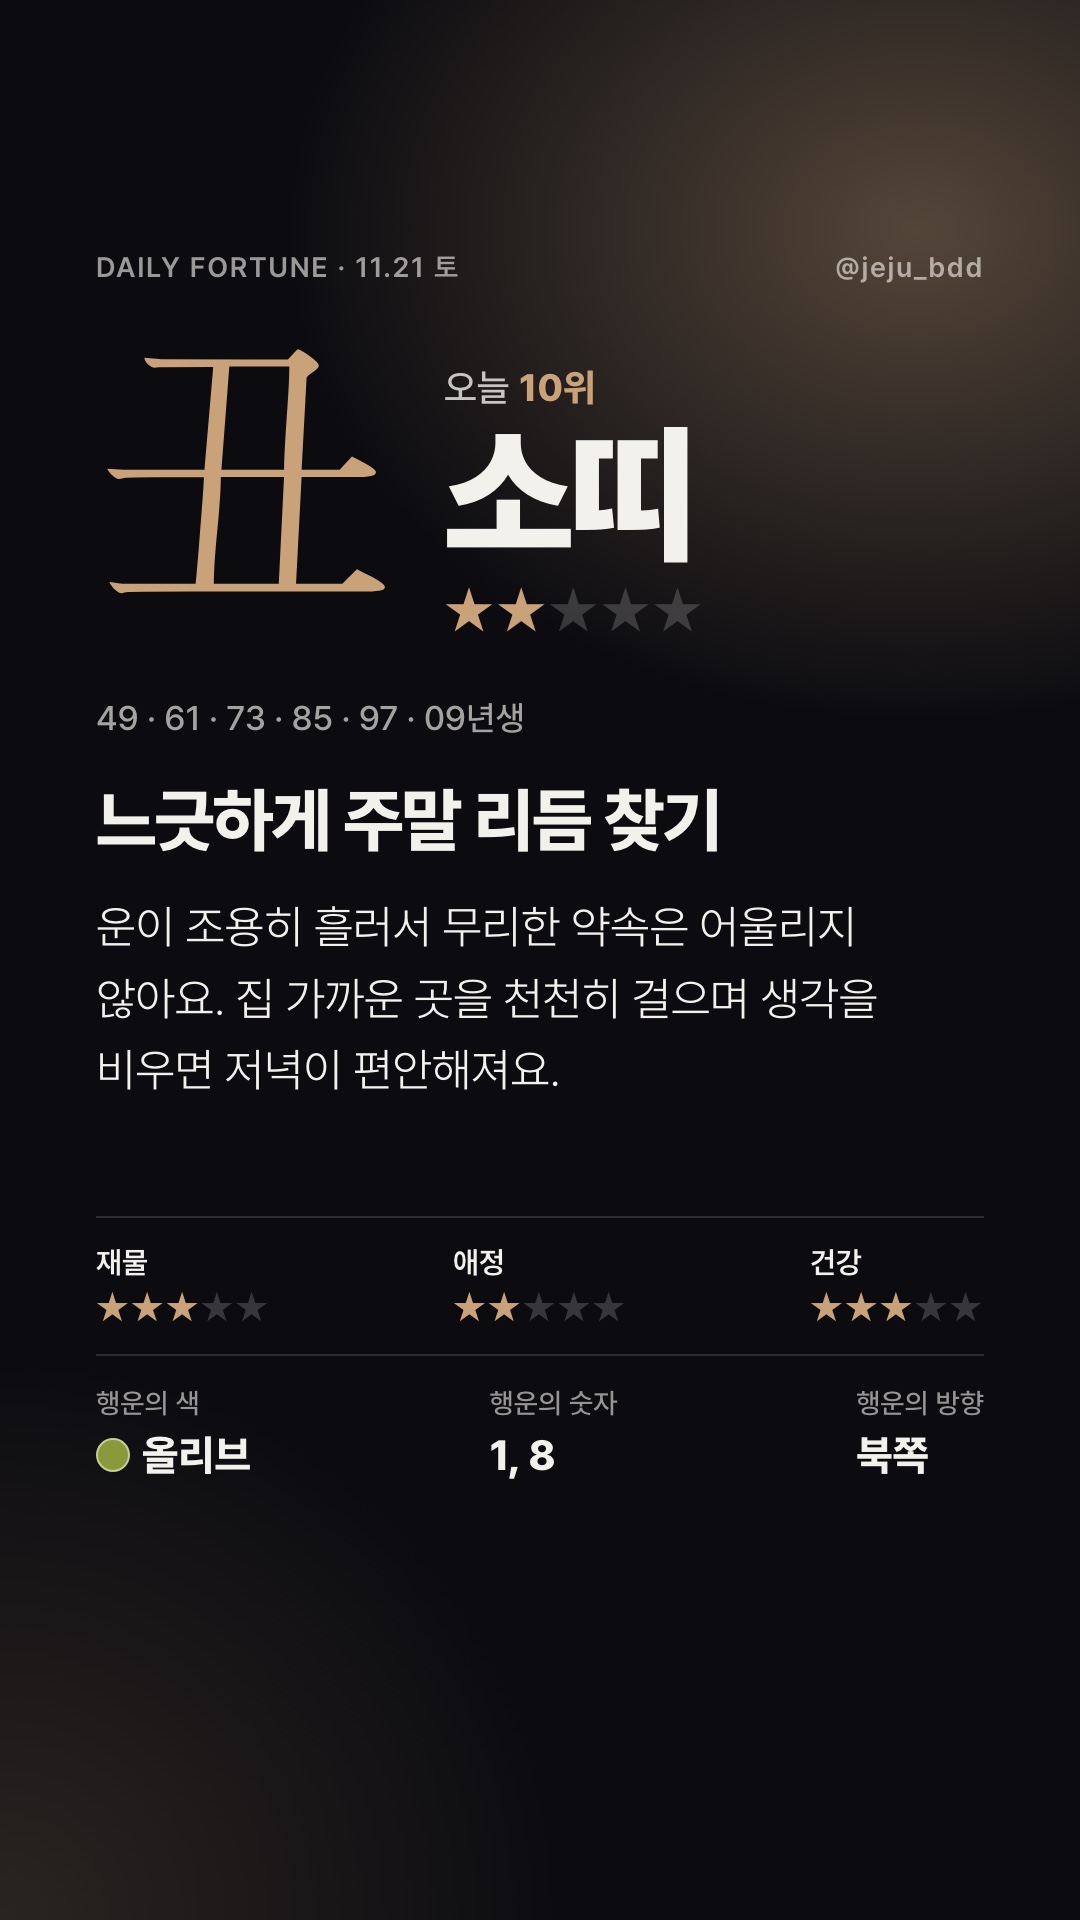 DAILY FORTUNE · 11.21 토
@jeju_bdd
丑
오늘 10위
소띠
★★★★★
49 · 61 · 73 · 85 · 97 · 09년생
느긋하게 주말 리듬 찾기
운이 조용히 흘러서 무리한 약속은 어울리지
않아요. 집 가까운 곳을 천천히 걸으며 생각을
비우면 저녁이 편안해져요.
재물 애정 건강
★★★★★ ★★★★★ ★★★★★
행운의 색 행운의 숫자 행운의 방향
올리브 1, 8 북쪽